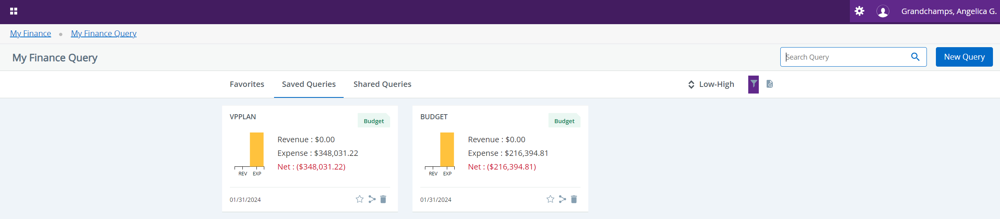 Grandchamps, Angelica G.
My Finance My Finance Query
My Finance Query
Search Query
New Query
Favorites Saved Queries Shared Queries
Low-High
VPPLAN
Budget
Revenue : $0.00
Expense : $348,031.22
Net : ($348,031.22)
REV EXP
01/31/2024
BUDGET
Budget
Revenue : $0.00
Expense : $216,394.81
Net : ($216,394.81)
REV EXP
01/31/2024